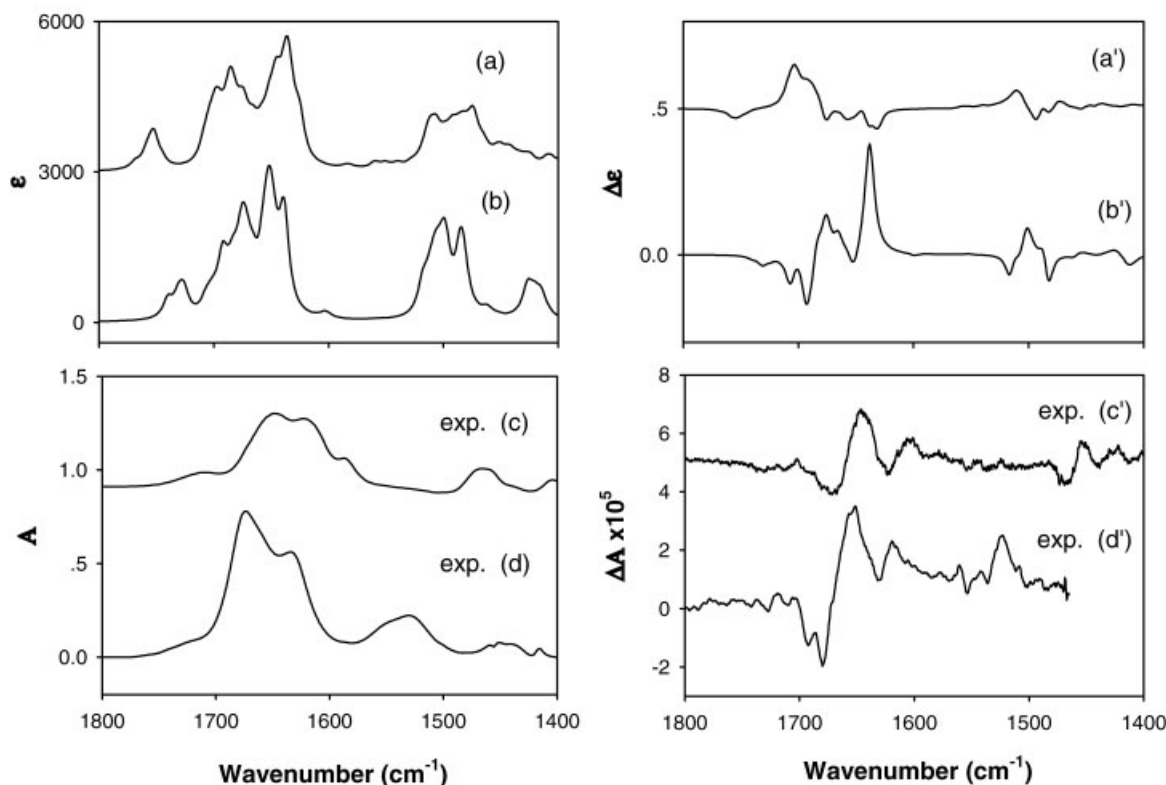 6000
3000
0
ε
(a)
(b)
.5
0.0
Δε
(a')
(b')
1.5
1.0
.5
0.0
A
exp. (c)
exp. (d)
1800
1700
1600
1500
1400
Wavenumber (cm⁻¹)
8
6
4
2
0
-2
ΔA x10⁵
exp. (c')
exp. (d')
1800
1700
1600
1500
1400
Wavenumber (cm⁻¹)